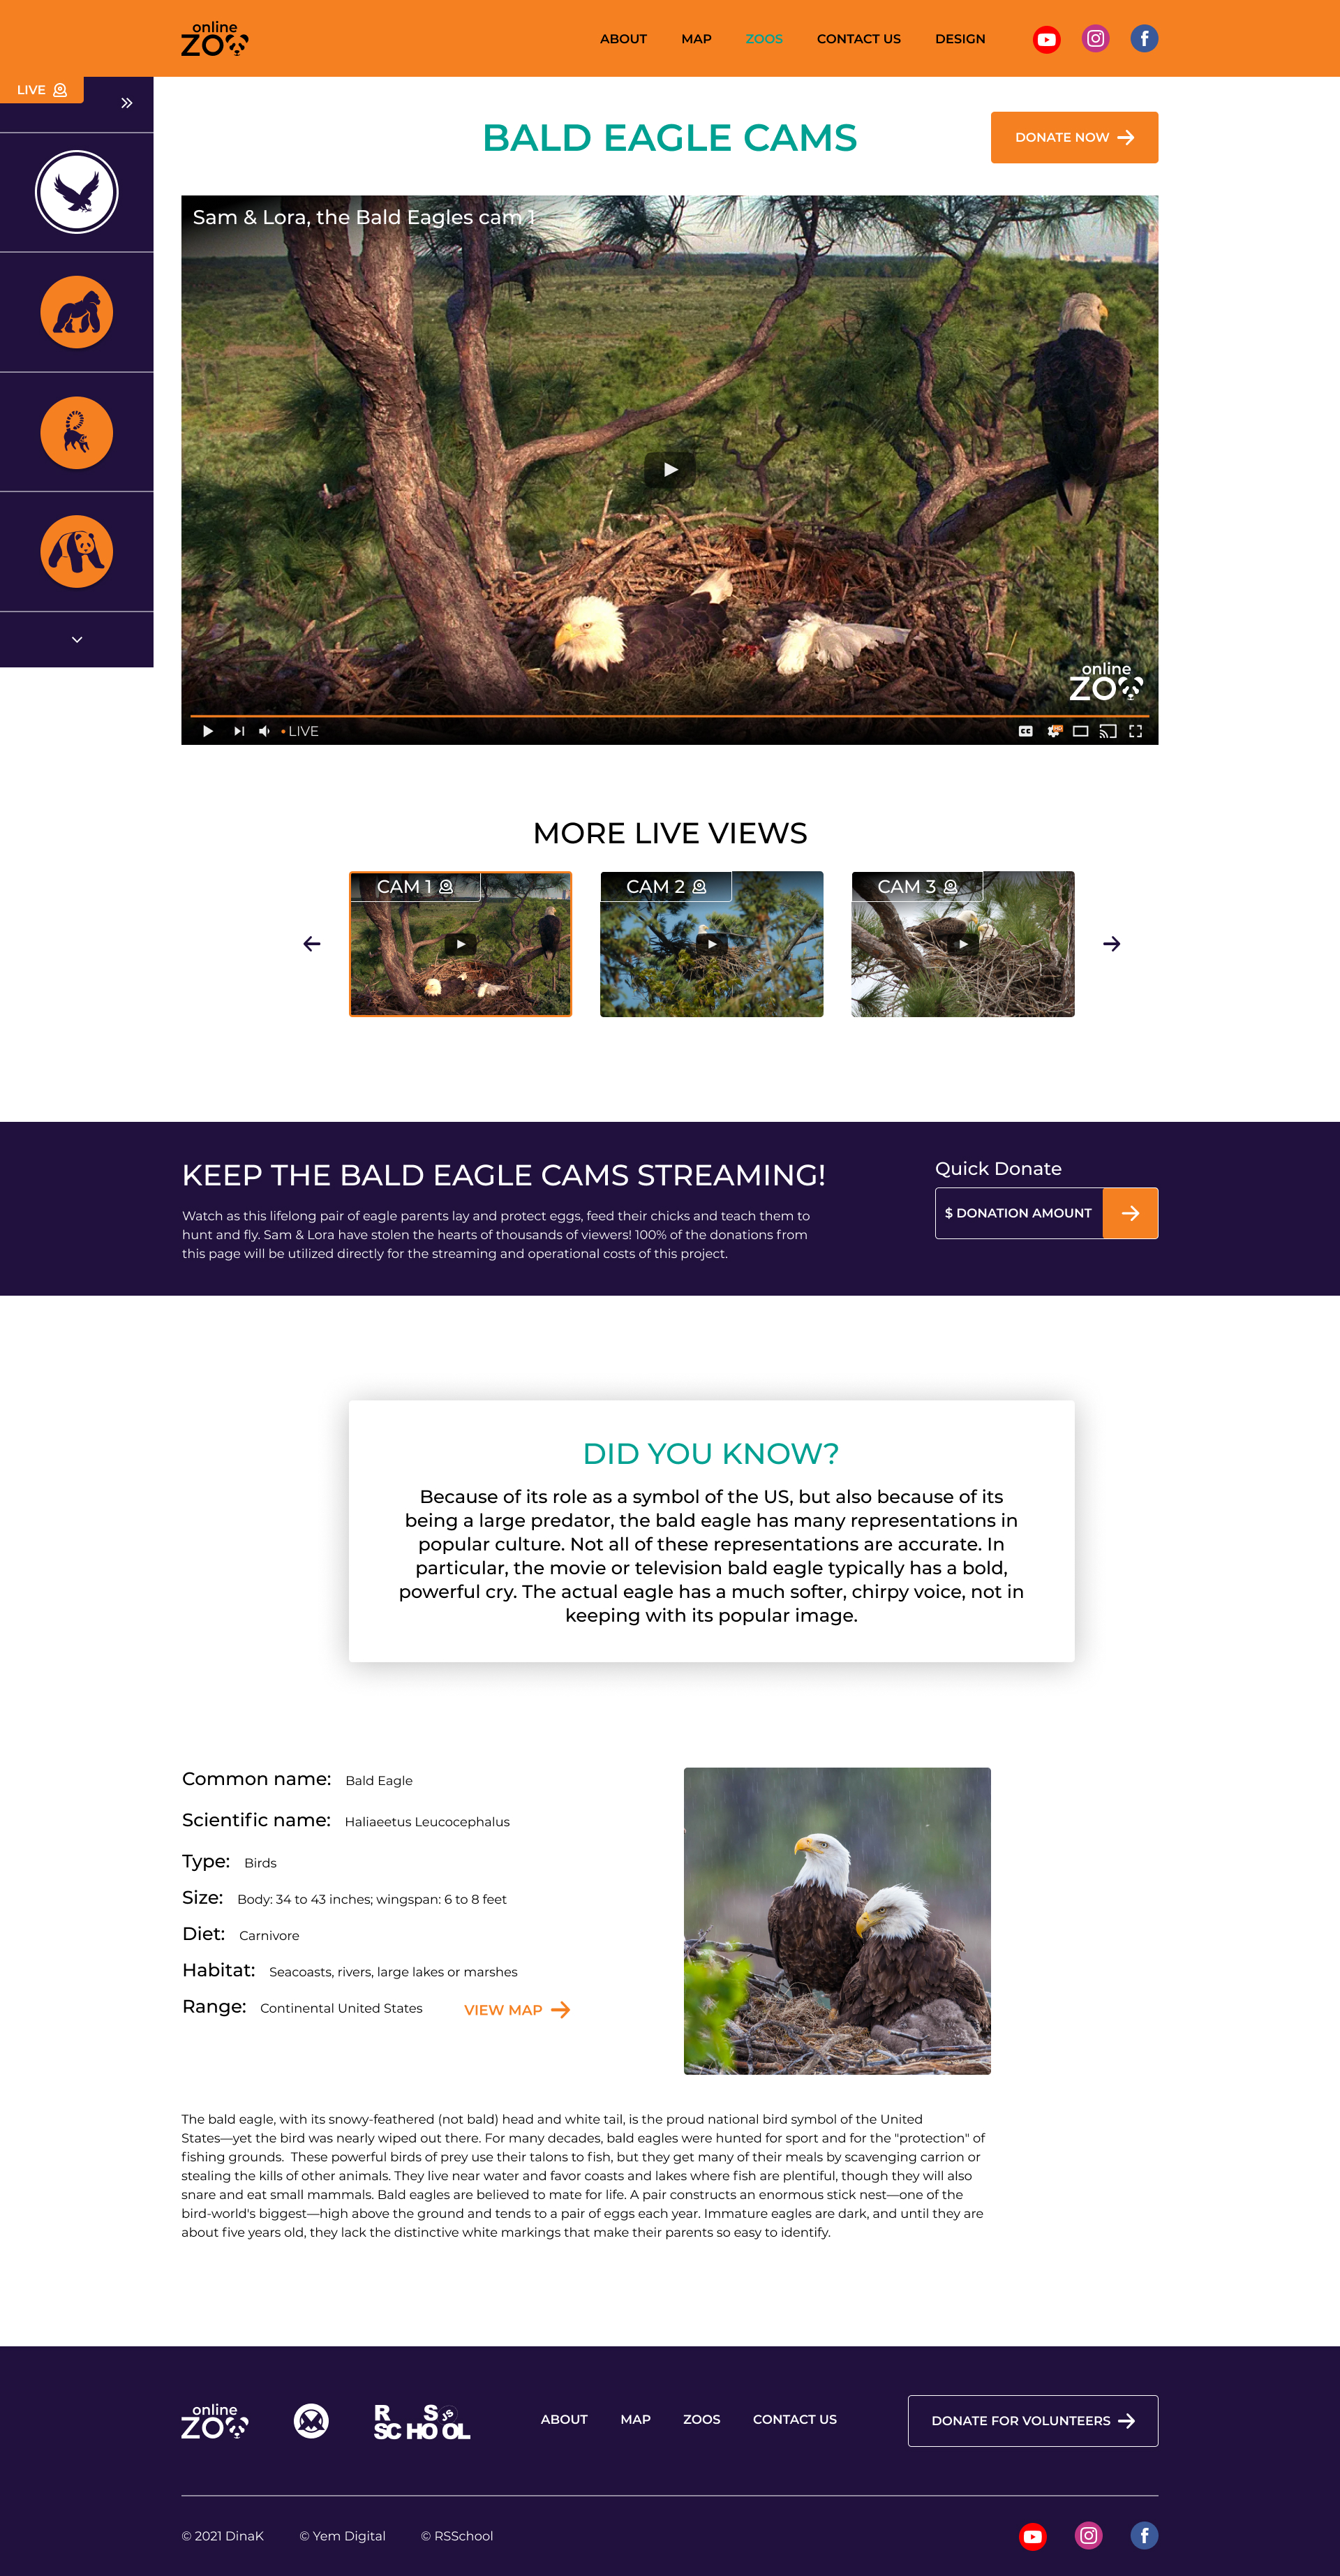 online
ZOO
ABOUT
MAP
ZOOS
CONTACT US
DESIGN
LIVE
BALD EAGLE CAMS
DONATE NOW
Sam & Lora, the Bald Eagles cam 1
online
ZOO
LIVE
CC
HD
MORE LIVE VIEWS
CAM 1
CAM 2
CAM 3
KEEP THE BALD EAGLE CAMS STREAMING!
Watch as this lifelong pair of eagle parents lay and protect eggs, feed their chicks and teach them to
hunt and fly. Sam & Lora have stolen the hearts of thousands of viewers! 100% of the donations from
this page will be utilized directly for the streaming and operational costs of this project.
Quick Donate
$ DONATION AMOUNT
DID YOU KNOW?
Because of its role as a symbol of the US, but also because of its
being a large predator, the bald eagle has many representations in
popular culture. Not all of these representations are accurate. In
particular, the movie or television bald eagle typically has a bold,
powerful cry. The actual eagle has a much softer, chirpy voice, not in
keeping with its popular image.
Common name: Bald Eagle
Scientific name: Haliaeetus Leucocephalus
Type: Birds
Size: Body: 34 to 43 inches; wingspan: 6 to 8 feet
Diet: Carnivore
Habitat: Seacoasts, rivers, large lakes or marshes
Range: Continental United States
VIEW MAP
The bald eagle, with its snowy-feathered (not bald) head and white tail, is the proud national bird symbol of the United
States—yet the bird was nearly wiped out there. For many decades, bald eagles were hunted for sport and for the "protection" of
fishing grounds.  These powerful birds of prey use their talons to fish, but they get many of their meals by scavenging carrion or
stealing the kills of other animals. They live near water and favor coasts and lakes where fish are plentiful, though they will also
snare and eat small mammals. Bald eagles are believed to mate for life. A pair constructs an enormous stick nest—one of the
bird-world's biggest—high above the ground and tends to a pair of eggs each year. Immature eagles are dark, and until they are
about five years old, they lack the distinctive white markings that make their parents so easy to identify.
online
ZOO
R S JS
SCHOOL
ABOUT
MAP
ZOOS
CONTACT US
DONATE FOR VOLUNTEERS
© 2021 DinaK
© Yem Digital
© RSSchool